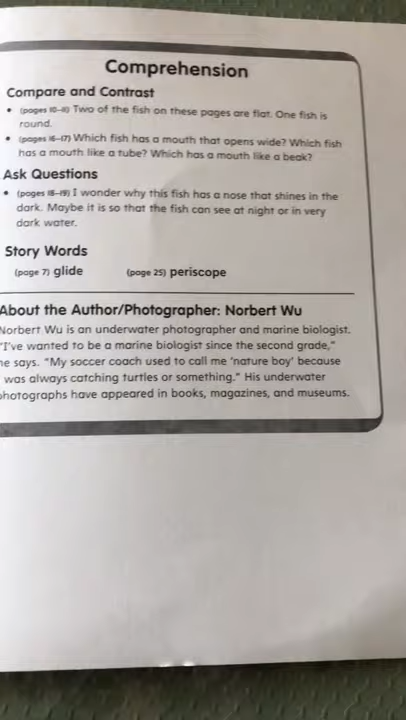 Comprehension
Compare and Contrast
• (pages 10–11) Two of the fish on these pages are flat. One fish is
round.
• (pages 16–17) Which fish has a mouth that opens wide? Which fish
has a mouth like a tube? Which has a mouth like a beak?
Ask Questions
• (pages 18–19) I wonder why this fish has a nose that shines in the
dark. Maybe it is so that the fish can see at night or in very
dark water.
Story Words
(page 7) glide (page 25) periscope
About the Author/Photographer: Norbert Wu
Norbert Wu is an underwater photographer and marine biologist.
"I've wanted to be a marine biologist since the second grade,"
he says. "My soccer coach used to call me 'nature boy' because
was always catching turtles or something." His underwater
photographs have appeared in books, magazines, and museums.